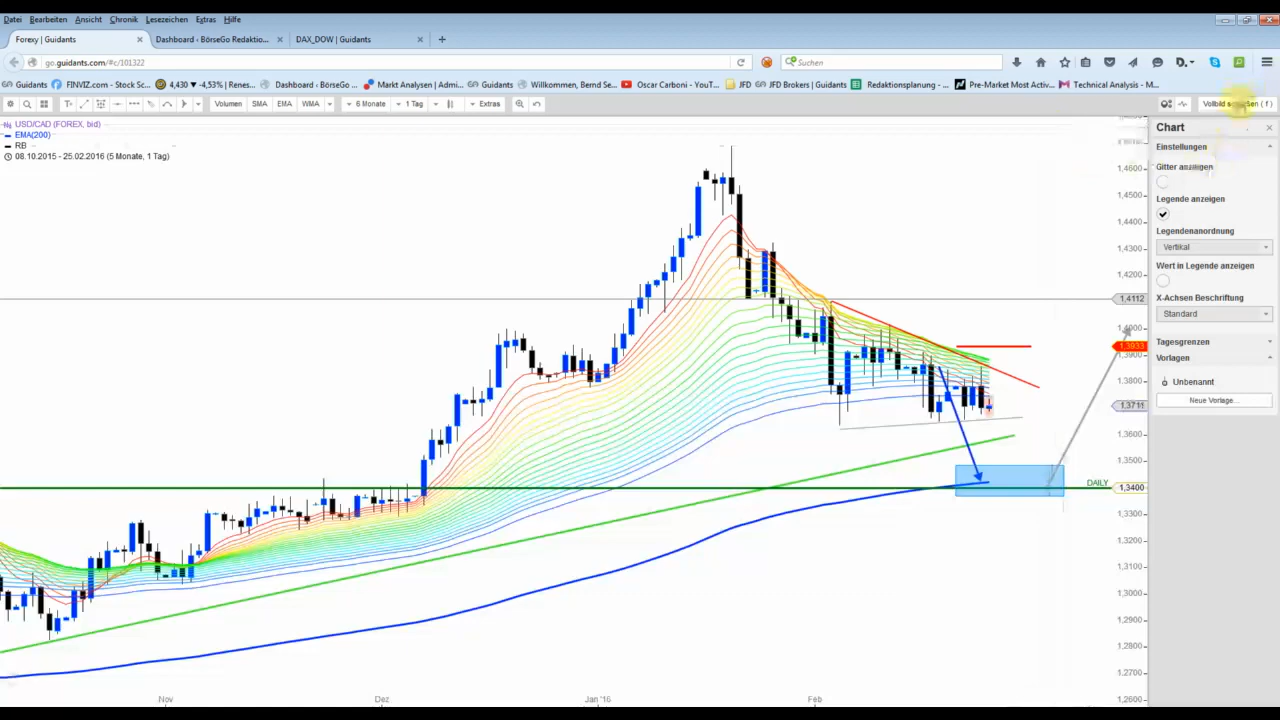 Datei Bearbeiten Ansicht Chronik Lesezeichen Extras Hilfe
Forexy | Guidants Dashboard ‹ BörseGo Redaktio... DAX_DOW | Guidants
go.guidants.com/#c/101322 Suchen
Guidants FINVIZ.com - Stock Sc... 4,430 ▾ -4,53% | Renes... Dashboard ‹ BörseGo ... Markt Analysen | Admi... Guidants Willkommen, Bernd Se... Oscar Carboni - YouT... JFD JFD Brokers | Guidants Redaktionsplanung - ... Pre-Market Most Activ... Technical Analysis - M...
Volumen SMA EMA WMA 6 Monate 1 Tag Extras
USD/CAD (FOREX, bid)
EMA(200)
RB
08.10.2015 - 25.02.2016 (5 Monate, 1 Tag)
Chart
Einstellungen
Gitter anzeigen
Legende anzeigen
Legendenanordnung
Vertikal
Wert in Legende anzeigen
X-Achsen Beschriftung
Standard
Tagesgrenzen
Vorlagen
Unbenannt
Neue Vorlage...
1,4600
1,4500
1,4400
1,4300
1,4200
1,4112
1,4000
1,3933
1,3900
1,3800
1,3711
1,3600
1,3500
DAILY
1,3400
1,3300
1,3200
1,3100
1,3000
1,2900
1,2800
1,2700
1,2600
Nov Dez Jan '16 Feb